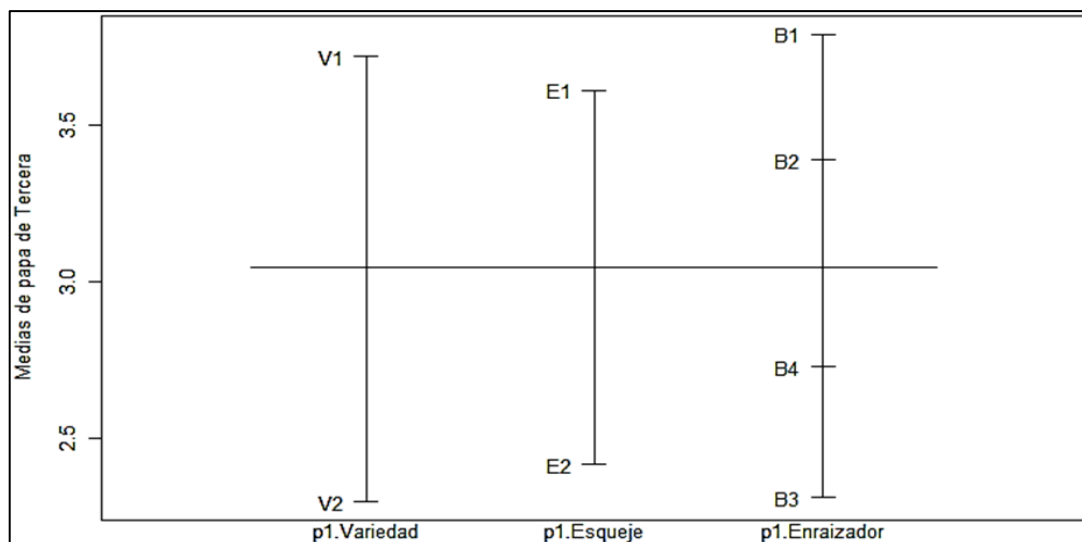 Medias de papa de Tercera
3.5
3.0
2.5
V1
V2
E1
E2
B1
B2
B4
B3
p1.Variedad
p1.Esqueje
p1.Enraizador